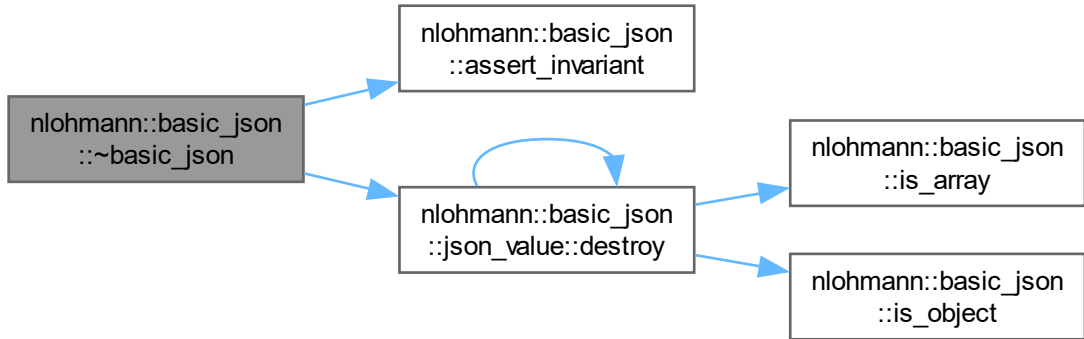 nlohmann::basic_json
::~basic_json
nlohmann::basic_json
::assert_invariant
nlohmann::basic_json
::json_value::destroy
nlohmann::basic_json
::is_array
nlohmann::basic_json
::is_object